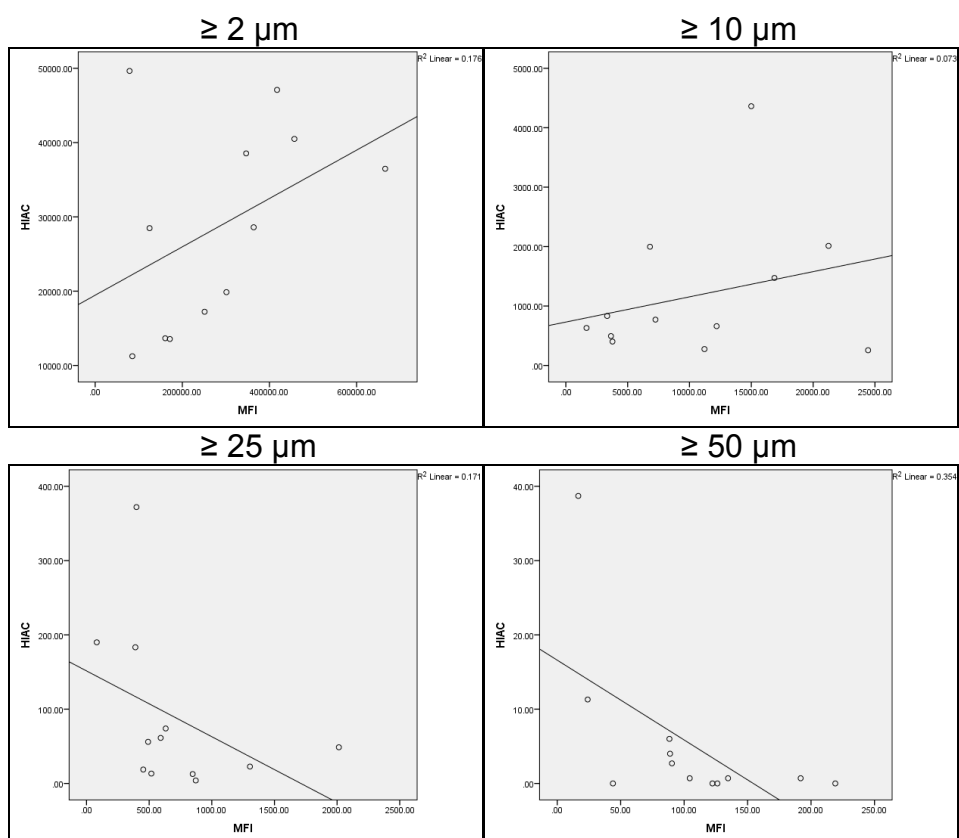 ≥ 2 µm
R² Linear = 0.176
50000.00
40000.00
30000.00
20000.00
10000.00
HIAC
.00
200000.00
400000.00
600000.00
MFI
≥ 10 µm
R² Linear = 0.073
5000.00
4000.00
3000.00
2000.00
1000.00
.00
HIAC
.00
5000.00
10000.00
15000.00
20000.00
25000.00
MFI
≥ 25 µm
R² Linear = 0.171
400.00
300.00
200.00
100.00
.00
HIAC
.00
500.00
1000.00
1500.00
2000.00
2500.00
MFI
≥ 50 µm
R² Linear = 0.354
40.00
30.00
20.00
10.00
.00
HIAC
.00
50.00
100.00
150.00
200.00
250.00
MFI